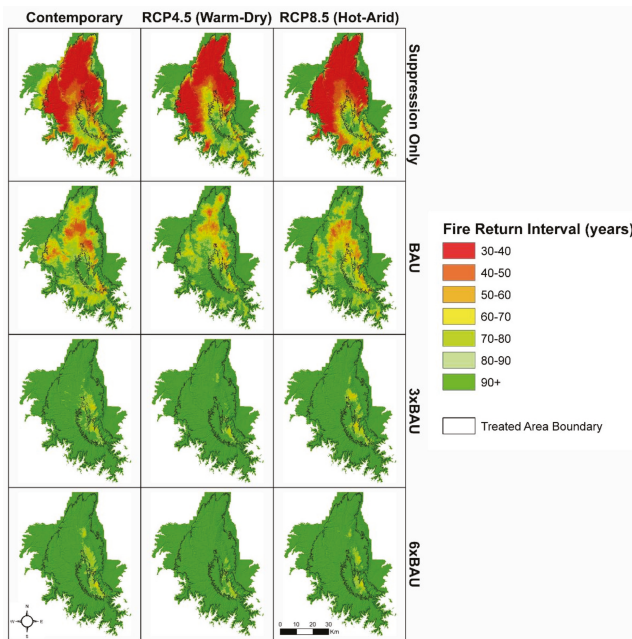 Contemporary
RCP4.5 (Warm-Dry)
RCP8.5 (Hot-Arid)
Suppression Only
BAU
3xBAU
6xBAU
Fire Return Interval (years)
30-40
40-50
50-60
60-70
70-80
80-90
90+
Treated Area Boundary
N
W
E
S
0 10 20 30
Km